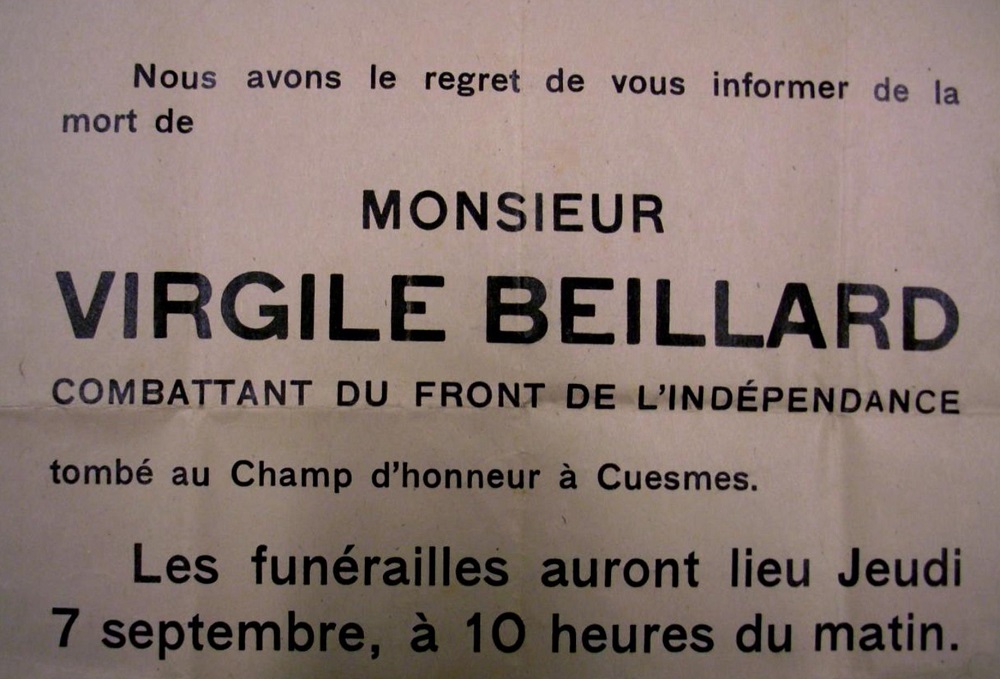 Nous avons le regret de vous informer de la
mort de
MONSIEUR
VIRGILE BEILLARD
COMBATTANT DU FRONT DE L'INDÉPENDANCE
tombé au Champ d'honneur à Cuesmes.
Les funérailles auront lieu Jeudi
7 septembre, à 10 heures du matin.